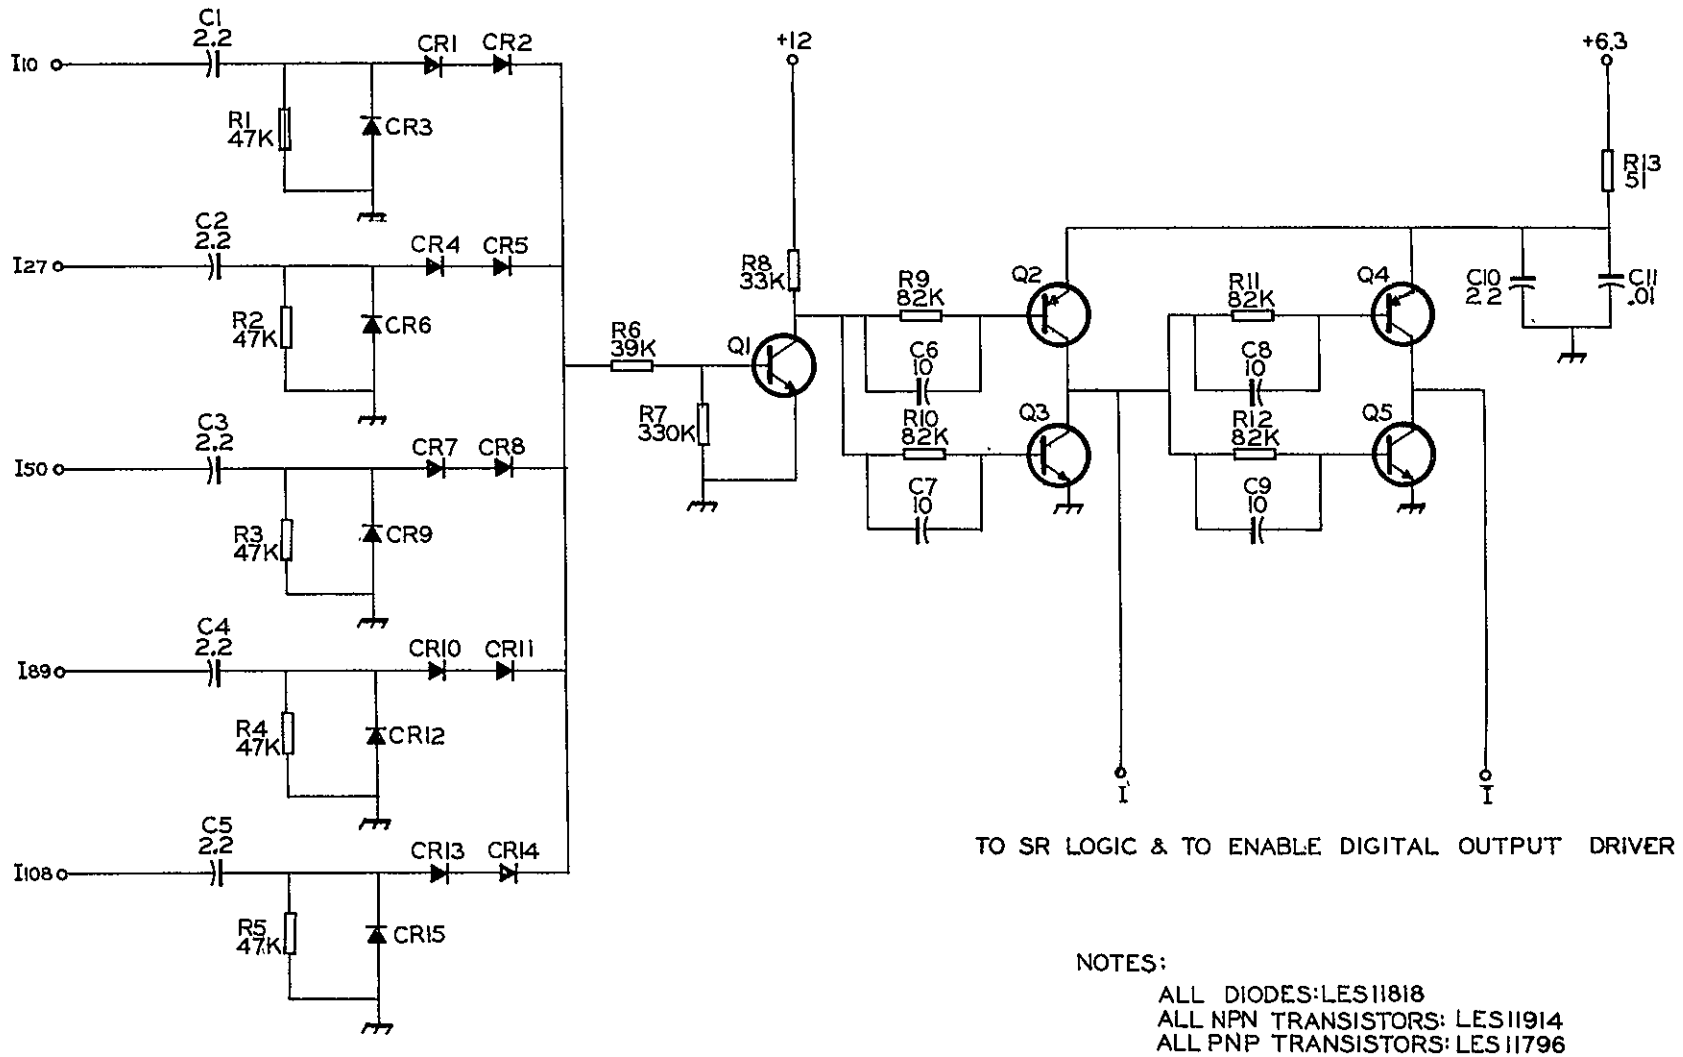 C1
2.2
I10
CR1 CR2
R1
47K
CR3
C2
2.2
I27
CR4 CR5
R2
47K
CR6
C3
2.2
I50
CR7 CR8
R3
47K
CR9
C4
2.2
I89
CR10 CR11
R4
47K
CR12
C5
2.2
I108
CR13 CR14
R5
47K
CR15
R6
39K
R7
330K
Q1
+12
R8
33K
R9
82K
C6
10
R10
82K
C7
10
Q2
Q3
R11
82K
C8
10
R12
82K
C9
10
Q4
Q5
+6.3
R13
51
C10
2.2
C11
.01
I
Ī
TO SR LOGIC & TO ENABLE DIGITAL OUTPUT DRIVER
NOTES:
ALL DIODES:LES11818
ALL NPN TRANSISTORS: LES11914
ALL PNP TRANSISTORS: LES11796